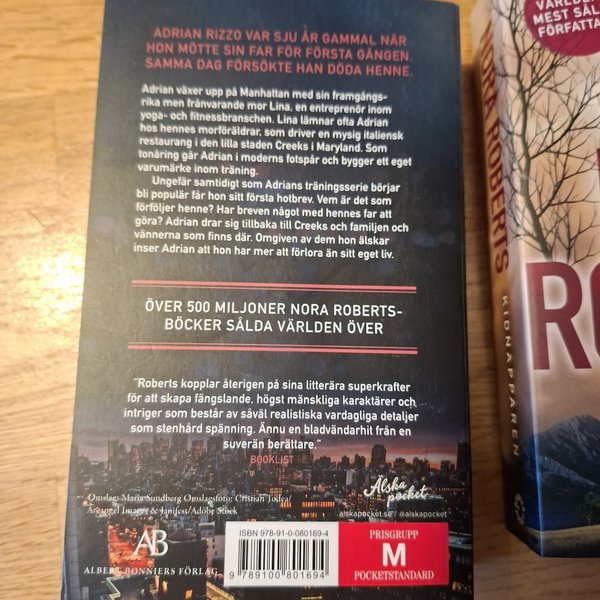 ADRIAN RIZZO VAR SJU ÅR GAMMAL NÄR
HON MÖTTE SIN FAR FÖR FÖRSTA GÅNGEN.
SAMMA DAG FÖRSÖKTE HAN DÖDA HENNE.
Adrian växer upp på Manhattan med sin framgångs-
rika men frånvarande mor Lina, en entreprenör inom
yoga- och fitnessbranschen. Lina lämnar ofta Adrian
hos hennes morföräldrar, som driver en mysig italiensk
restaurang i den lilla staden Creeks i Maryland. Som
tonåring går Adrian i moderns fotspår och bygger ett eget
varumärke inom träning.
Ungefär samtidigt som Adrians träningsserie börjar
bli populär får hon sitt första hotbrev. Vem är det som
förföljer henne? Har breven något med hennes far att
göra? Adrian drar sig tillbaka till Creeks och familjen och
vännerna som finns där. Omgiven av dem hon älskar
inser Adrian att hon har mer att förlora än sitt eget liv.
ÖVER 500 MILJONER NORA ROBERTS-
BÖCKER SÅLDA VÄRLDEN ÖVER
"Roberts kopplar återigen på sina litterära superkrafter
för att skapa fängslande, högst mänskliga karaktärer och
intriger som består av såväl realistiska vardagliga detaljer
som stenhård spänning. Ännu en bladvändarhit från en
suverän berättare."
BOOKLIST
Omslag: Maria Sundberg Omslagsfoto: Cristian Todea/
Arcangel Images & Janifest/Adobe Stock
Älska
pocket
alskapocket.se / @alskapocket
AB
ALBERT BONNIERS FÖRLAG
ISBN 978-91-0-080169-4
9 789100 801694
PRISGRUPP
M
POCKETSTANDARD
ROBERTS
KIDNAPPAREN
MEST